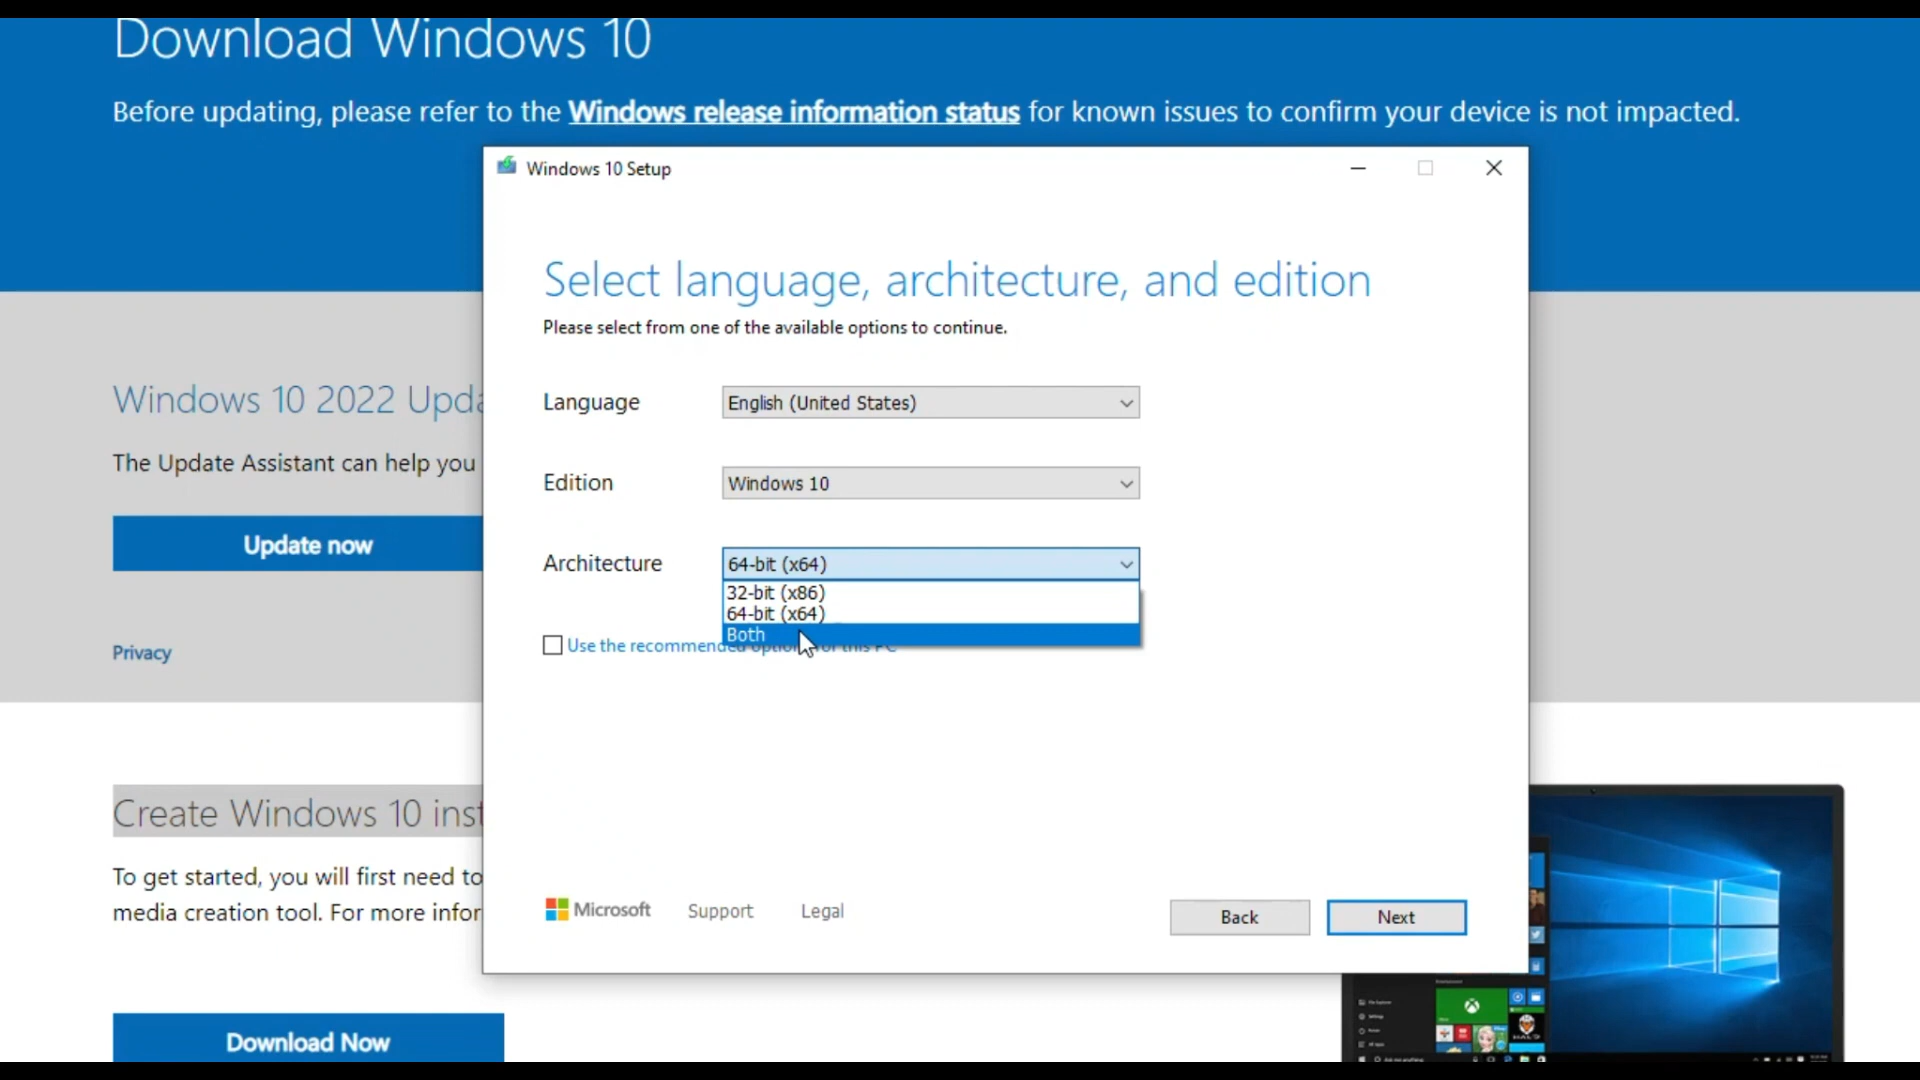 Download Windows 10
Before updating, please refer to the Windows release information status for known issues to confirm your device is not impacted.
Windows 10 Setup
Select language, architecture, and edition
Please select from one of the available options to continue.
Language
English (United States)
Edition
Windows 10
Architecture
64-bit (x64)
32-bit (x86)
64-bit (x64)
Both
Use the recommended options for this PC
Microsoft
Support
Legal
Back
Next
Windows 10 2022 Upda
The Update Assistant can help you
Update now
Privacy
Create Windows 10 inst
To get started, you will first need to
media creation tool. For more infor
Download Now